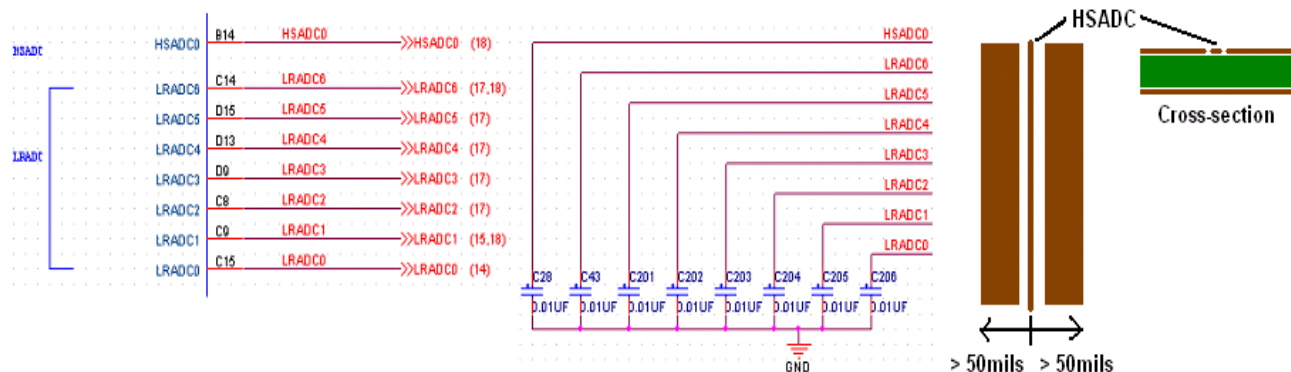 HSADC
HSADC0 B14 HSADC0 >>HSADC0 (18)
LRADC
LRADC6 C14 LRADC6 >>LRADC6 (17,18)
LRADC5 D15 LRADC5 >>LRADC5 (17)
LRADC4 D13 LRADC4 >>LRADC4 (17)
LRADC3 D9 LRADC3 >>LRADC3 (17)
LRADC2 C8 LRADC2 >>LRADC2 (17)
LRADC1 C9 LRADC1 >>LRADC1 (15,18)
LRADC0 C15 LRADC0 >>LRADC0 (14)
HSADC0
LRADC6
LRADC5
LRADC4
LRADC3
LRADC2
LRADC1
LRADC0
C28 C43 C201 C202 C203 C204 C205 C206
0.01UF 0.01UF 0.01UF 0.01UF 0.01UF 0.01UF 0.01UF 0.01UF
GND
HSADC
Cross-section
> 50mils > 50mils